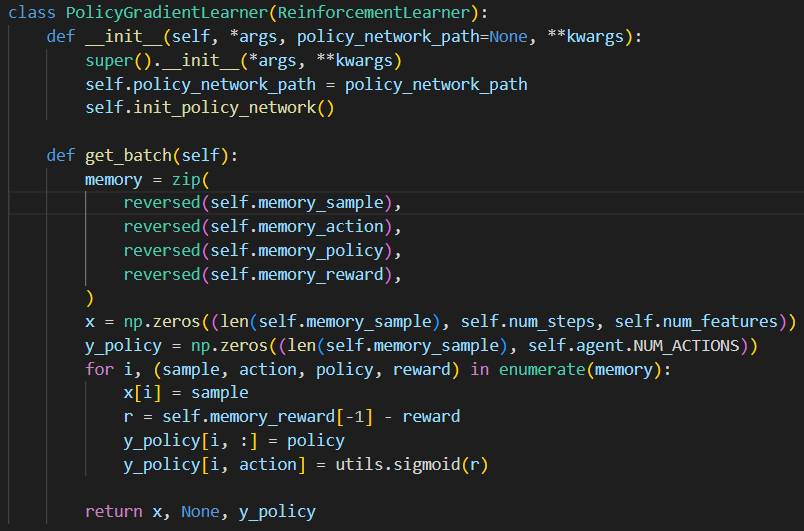 class PolicyGradientLearner(ReinforcementLearner):
    def __init__(self, *args, policy_network_path=None, **kwargs):
        super().__init__(*args, **kwargs)
        self.policy_network_path = policy_network_path
        self.init_policy_network()

    def get_batch(self):
        memory = zip(
            reversed(self.memory_sample),
            reversed(self.memory_action),
            reversed(self.memory_policy),
            reversed(self.memory_reward),
        )
        x = np.zeros((len(self.memory_sample), self.num_steps, self.num_features))
        y_policy = np.zeros((len(self.memory_sample), self.agent.NUM_ACTIONS))
        for i, (sample, action, policy, reward) in enumerate(memory):
            x[i] = sample
            r = self.memory_reward[-1] - reward
            y_policy[i, :] = policy
            y_policy[i, action] = utils.sigmoid(r)

        return x, None, y_policy